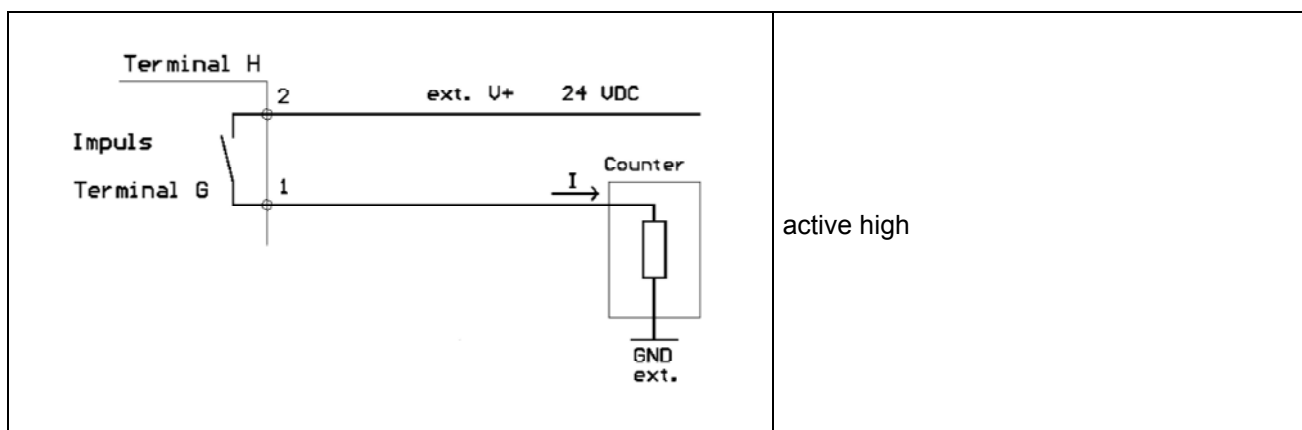 Terminal H
2 ext. V+ 24 VDC
Impuls
Terminal G 1
I
Counter
GND
ext.
active high